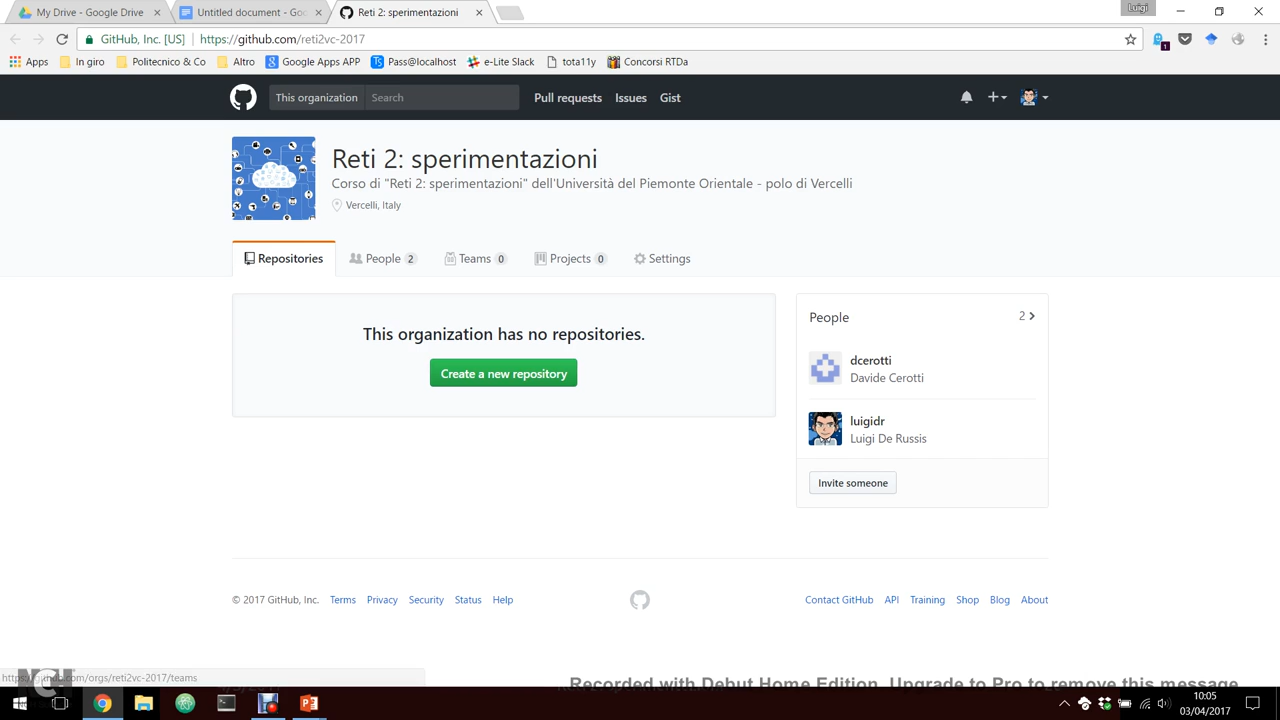 My Drive - Google Drive
Untitled document - Goo
Reti 2: sperimentazioni
Luigi
GitHub, Inc. [US]
https://github.com/reti2vc-2017
1
Apps
In giro
Politecnico & Co
Altro
Google Apps APP
Pass@localhost
e-Lite Slack
tota11y
Concorsi RTDa
This organization
Search
Pull requests
Issues
Gist
Reti 2: sperimentazioni
Corso di "Reti 2: sperimentazioni" dell'Università del Piemonte Orientale - polo di Vercelli
Vercelli, Italy
Repositories
People 2
Teams 0
Projects 0
Settings
This organization has no repositories.
Create a new repository
People
2
dcerotti
Davide Cerotti
luigidr
Luigi De Russis
Invite someone
© 2017 GitHub, Inc.
Terms
Privacy
Security
Status
Help
Contact GitHub
API
Training
Shop
Blog
About
https://github.com/orgs/reti2vc-2017/teams
NCH
Recorded with Debut Home Edition. Upgrade to Pro to remove this message
10:05
03/04/2017